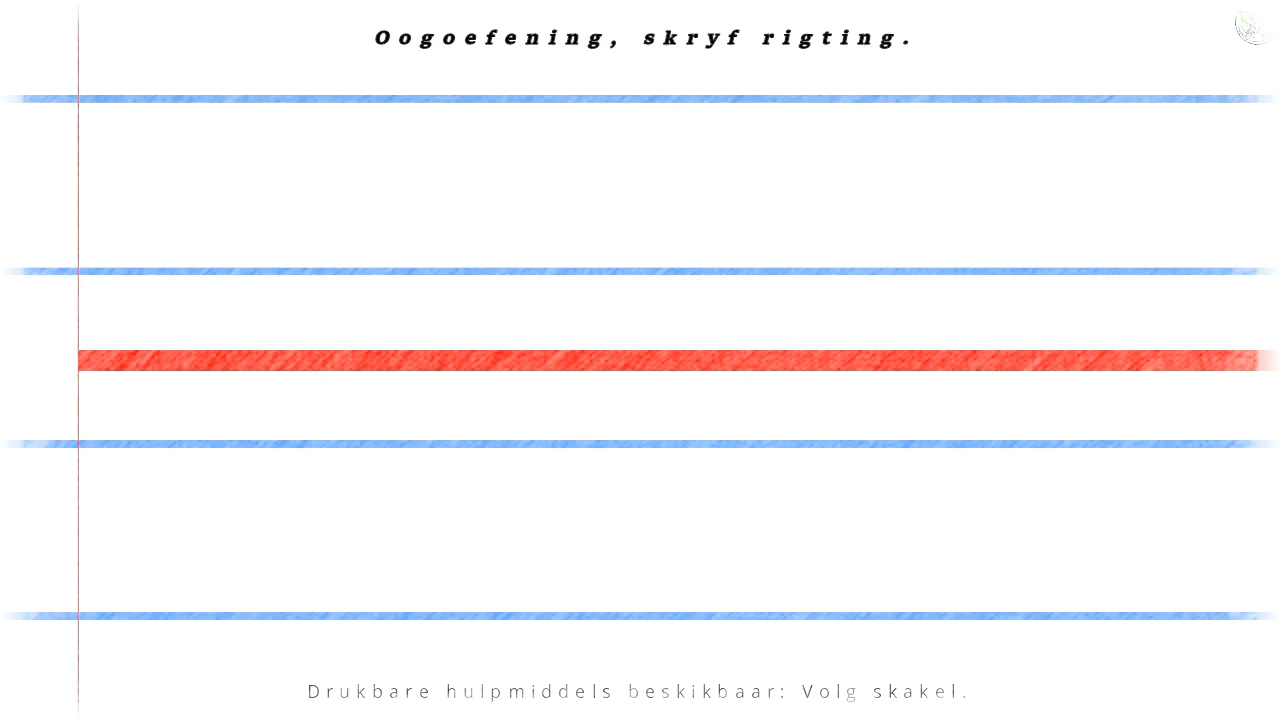 Oogoefening, skryf rigting.
Drukbare hulpmiddels beskikbaar: Volg skakel.